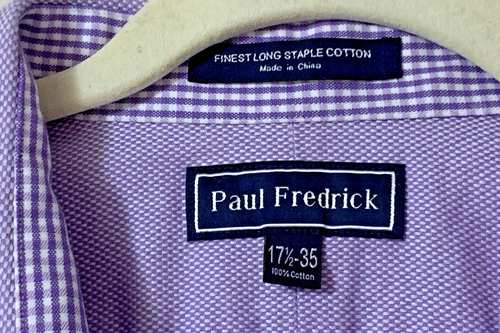 FINEST LONG STAPLE COTTON
Made in China
Paul Fredrick
17½-35
100% Cotton